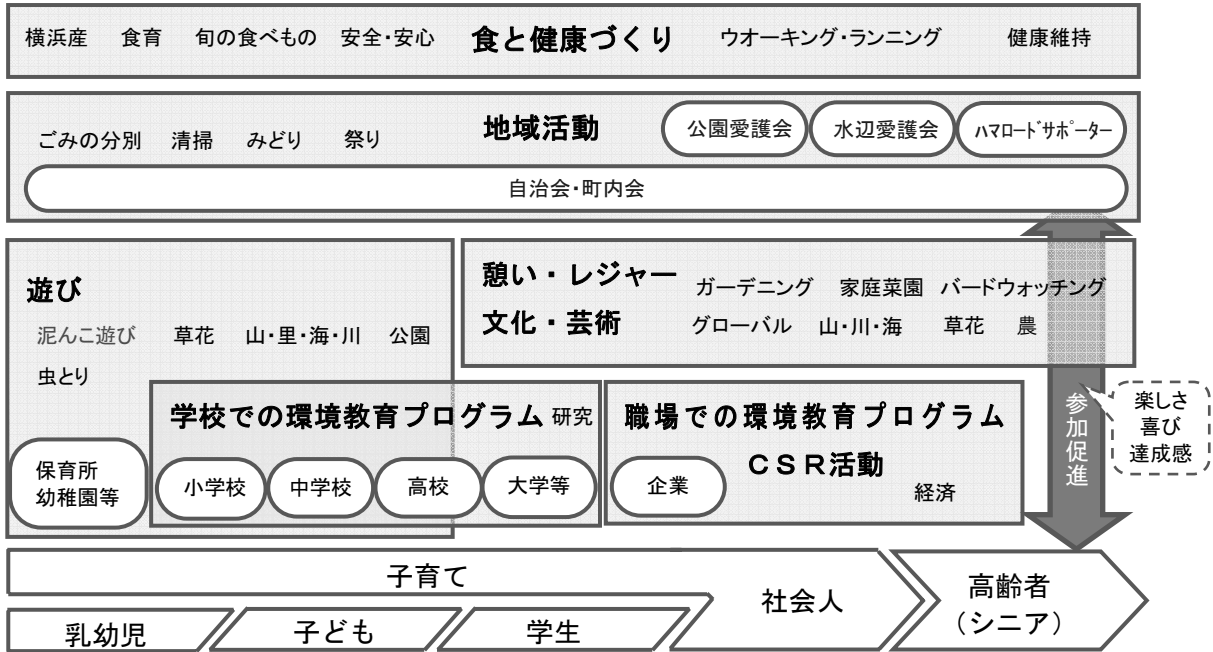 横浜産 食育 旬の食べもの 安全・安心 食と健康づくり ウオーキング・ランニング 健康維持
ごみの分別 清掃 みどり 祭り 地域活動 公園愛護会 水辺愛護会 ﾊﾏﾛｰﾄﾞｻﾎﾟｰﾀｰ
自治会・町内会
遊び
泥んこ遊び 草花 山・里・海・川 公園
虫とり
憩い・レジャー ガーデニング 家庭菜園 バードウォッチング
文化・芸術 グローバル 山・川・海 草花 農
学校での環境教育プログラム 研究
保育所
幼稚園等
小学校 中学校 高校 大学等
職場での環境教育プログラム
CSR活動
企業 経済
参加促進
楽しさ
喜び
達成感
子育て
乳幼児 子ども 学生
社会人
高齢者
(シニア)